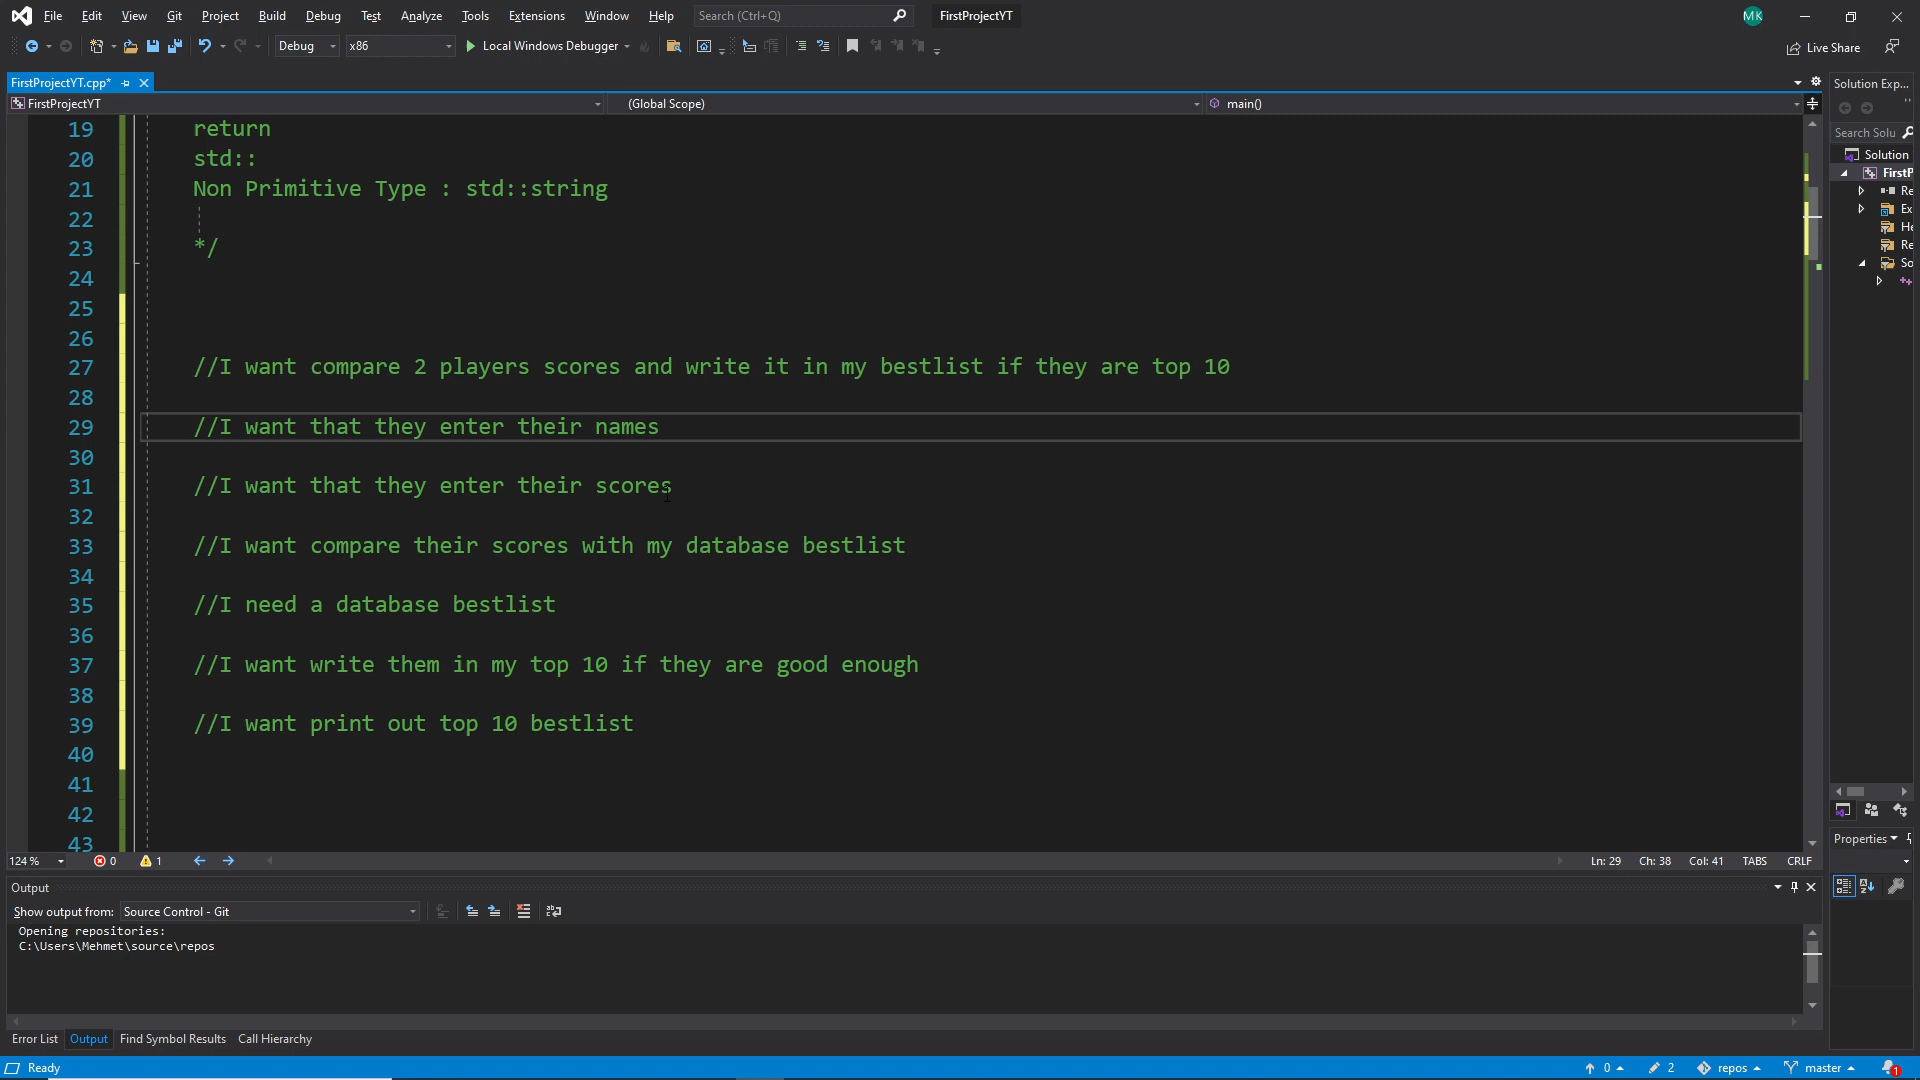 File Edit View Git Project Build Debug Test Analyze Tools Extensions Window Help Search (Ctrl+Q) FirstProjectYT MK
Debug x86 Local Windows Debugger Live Share
FirstProjectYT.cpp* Solution Exp...
FirstProjectYT (Global Scope) main()
19 return
20 std::
21 Non Primitive Type : std::string
22
23 */
24
25
26
27 //I want compare 2 players scores and write it in my bestlist if they are top 10
28
29 //I want that they enter their names
30
31 //I want that they enter their scores
32
33 //I want compare their scores with my database bestlist
34
35 //I need a database bestlist
36
37 //I want write them in my top 10 if they are good enough
38
39 //I want print out top 10 bestlist
40
41
42
43
Search Solu
Solution
FirstP
Re
Ex
He
Re
So
124 % 0 1 Ln: 29 Ch: 38 Col: 41 TABS CRLF
Properties
Output
Show output from: Source Control - Git
Opening repositories:
C:\Users\Mehmet\source\repos
Error List Output Find Symbol Results Call Hierarchy
Ready 0 2 repos master 1